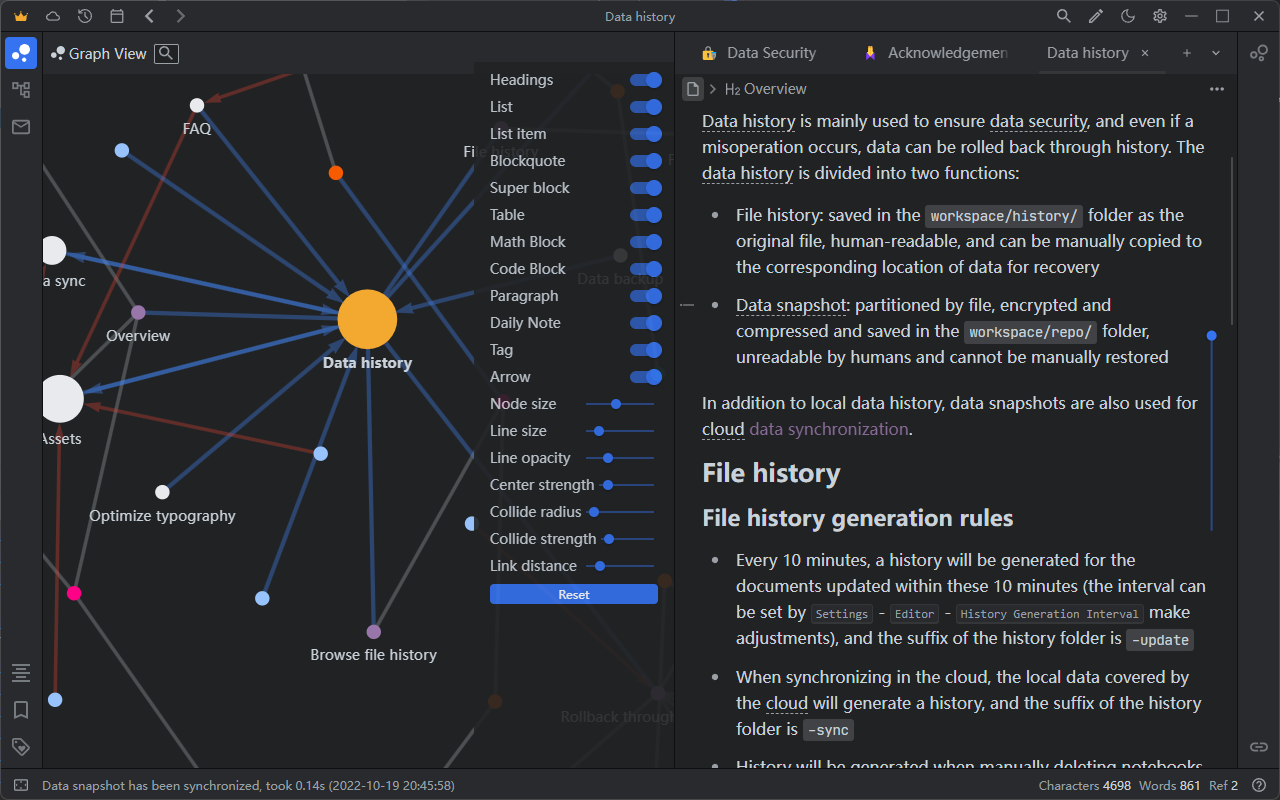 Data history
Graph View
FAQ
Data sync
Overview
Data history
Assets
Optimize typography
Browse file history
File history
Data backup
Rollback through
Headings
List
List item
Blockquote
Super block
Table
Math Block
Code Block
Paragraph
Daily Note
Tag
Arrow
Node size
Line size
Line opacity
Center strength
Collide radius
Collide strength
Link distance
Reset
Data Security
Acknowledgemen
Data history
H2 Overview
Data history is mainly used to ensure data security, and even if a
misoperation occurs, data can be rolled back through history. The
data history is divided into two functions:
• File history: saved in the workspace/history/ folder as the
original file, human-readable, and can be manually copied to
the corresponding location of data for recovery
• Data snapshot: partitioned by file, encrypted and
compressed and saved in the workspace/repo/ folder,
unreadable by humans and cannot be manually restored
In addition to local data history, data snapshots are also used for
cloud data synchronization.
File history
File history generation rules
• Every 10 minutes, a history will be generated for the
documents updated within these 10 minutes (the interval can
be set by Settings - Editor - History Generation Interval make
adjustments), and the suffix of the history folder is -update
• When synchronizing in the cloud, the local data covered by
the cloud will generate a history, and the suffix of the history
folder is -sync
• History will be generated when manually deleting notebooks
Data snapshot has been synchronized, took 0.14s (2022-10-19 20:45:58)
Characters 4698 Words 861 Ref 2